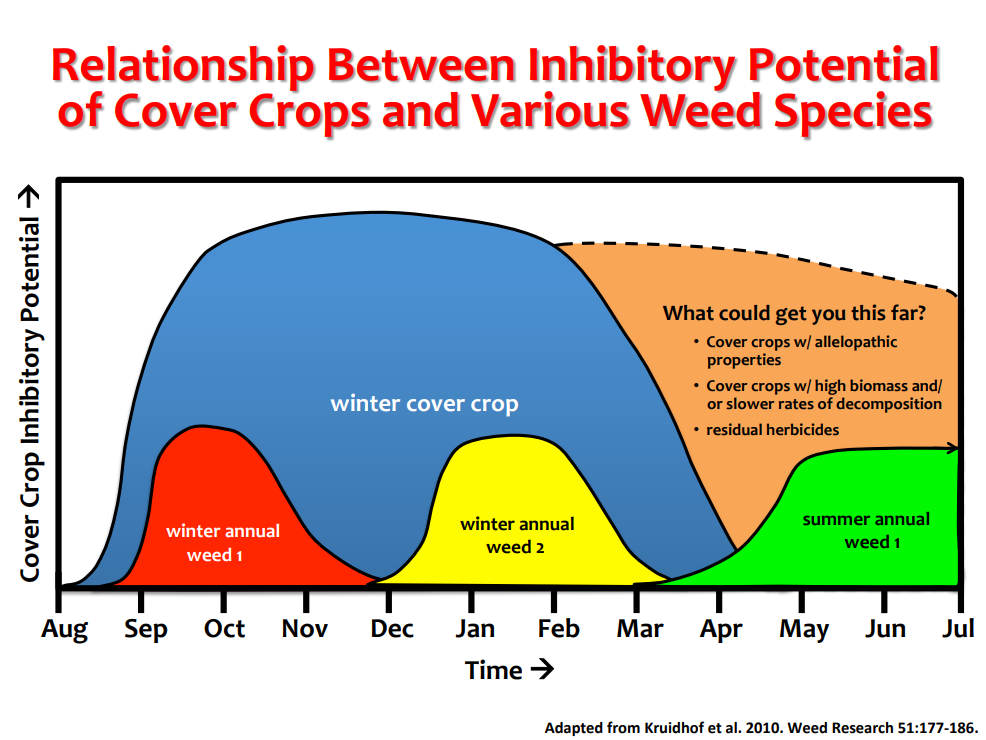 Relationship Between Inhibitory Potential
of Cover Crops and Various Weed Species
Cover Crop Inhibitory Potential →
What could get you this far?
• Cover crops w/ allelopathic
properties
• Cover crops w/ high biomass and/
or slower rates of decomposition
• residual herbicides
winter cover crop
winter annual
weed 1
winter annual
weed 2
summer annual
weed 1
Aug Sep Oct Nov Dec Jan Feb Mar Apr May Jun Jul
Time →
Adapted from Kruidhof et al. 2010. Weed Research 51:177-186.